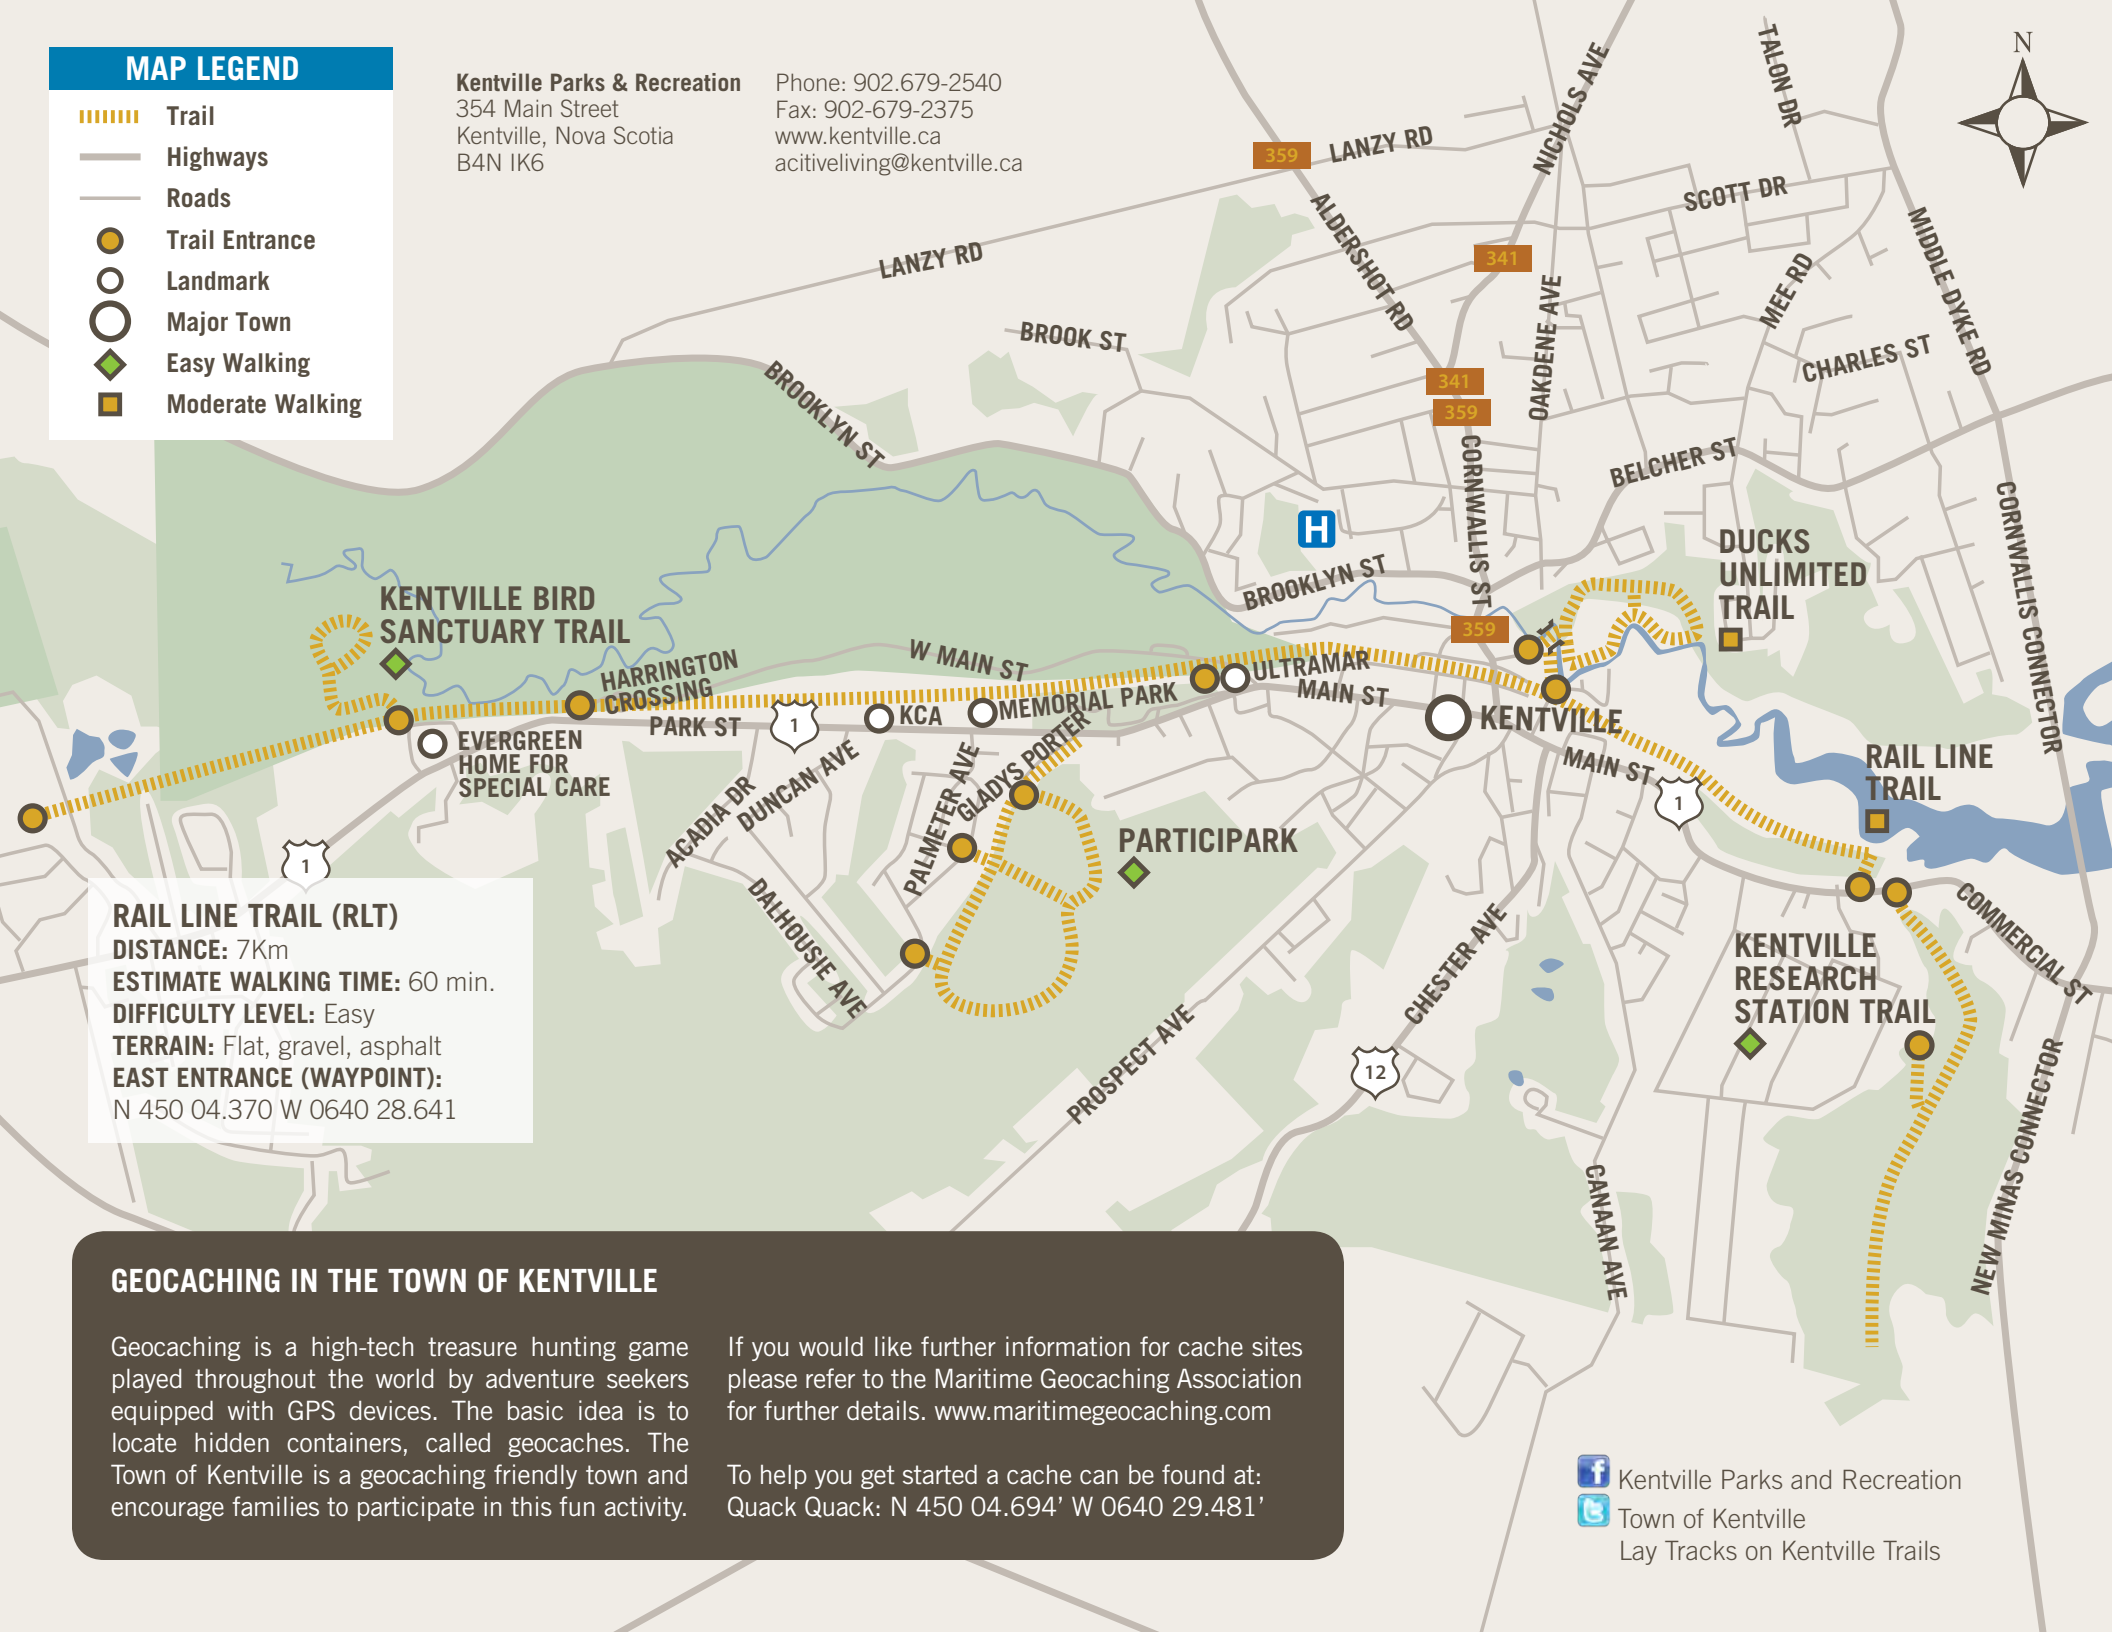 MAP LEGEND
Trail
Highways
Roads
Trail Entrance
Landmark
Major Town
Easy Walking
Moderate Walking
Kentville Parks & Recreation
354 Main Street
Kentville, Nova Scotia
B4N IK6
Phone: 902.679-2540
Fax: 902-679-2375
www.kentville.ca
acitiveliving@kentville.ca
N
TALON DR
NICHOLS AVE
359
LANZY RD
SCOTT DR
ALDERSHOT RD
MIDDLE DYKE RD
LANZY RD
341
MEE RD
OAKDENE AVE
BROOK ST
CHARLES ST
BROOKLYN ST
341
359
CORNWALLIS ST
BELCHER ST
CORNWALLIS CONNECTOR
H
DUCKS
UNLIMITED
TRAIL
BROOKLYN ST
359
KENTVILLE BIRD
SANCTUARY TRAIL
HARRINGTON
CROSSING
W MAIN ST
ULTRAMAR
MAIN ST
MEMORIAL PARK
KCA
PARK ST
1
KENTVILLE
EVERGREEN
HOME FOR
SPECIAL CARE
MAIN ST
1
RAIL LINE
TRAIL
GLADYS PORTER
PALMETER AVE
DUNCAN AVE
ACACIA DR
PARTICIPARK
1
DALHOUSIE AVE
CHESTER AVE
COMMERCIAL ST
KENTVILLE
RESEARCH
STATION TRAIL
PROSPECT AVE
12
NEW MINAS CONNECTOR
CANAAN AVE
RAIL LINE TRAIL (RLT)
DISTANCE: 7Km
ESTIMATE WALKING TIME: 60 min.
DIFFICULTY LEVEL: Easy
TERRAIN: Flat, gravel, asphalt
EAST ENTRANCE (WAYPOINT):
N 450 04.370 W 0640 28.641
GEOCACHING IN THE TOWN OF KENTVILLE
Geocaching is a high-tech treasure hunting game
played throughout the world by adventure seekers
equipped with GPS devices. The basic idea is to
locate hidden containers, called geocaches. The
Town of Kentville is a geocaching friendly town and
encourage families to participate in this fun activity.
If you would like further information for cache sites
please refer to the Maritime Geocaching Association
for further details. www.maritimegeocaching.com
To help you get started a cache can be found at:
Quack Quack: N 450 04.694’ W 0640 29.481’
Kentville Parks and Recreation
Town of Kentville
Lay Tracks on Kentville Trails